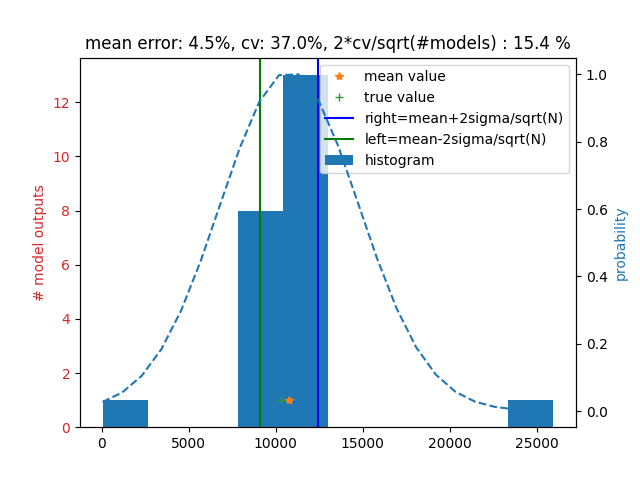 mean error: 4.5%, cv: 37.0%, 2*cv/sqrt(#models) : 15.4 %
mean value
true value
right=mean+2sigma/sqrt(N)
left=mean-2sigma/sqrt(N)
histogram
# model outputs
12
10
8
6
4
2
0
probability
1.0
0.8
0.6
0.4
0.2
0.0
0
5000
10000
15000
20000
25000